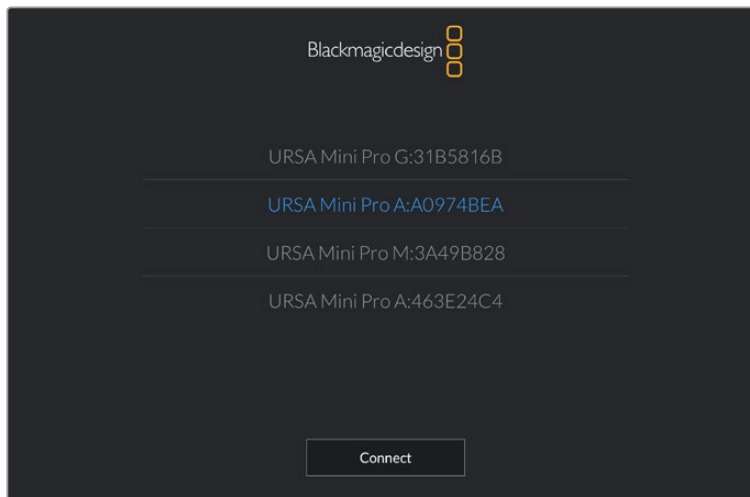 Blackmagicdesign
URSA Mini Pro G:31B5816B
URSA Mini Pro A:A0974BEA
URSA Mini Pro M:3A49B828
URSA Mini Pro A:463E24C4
Connect